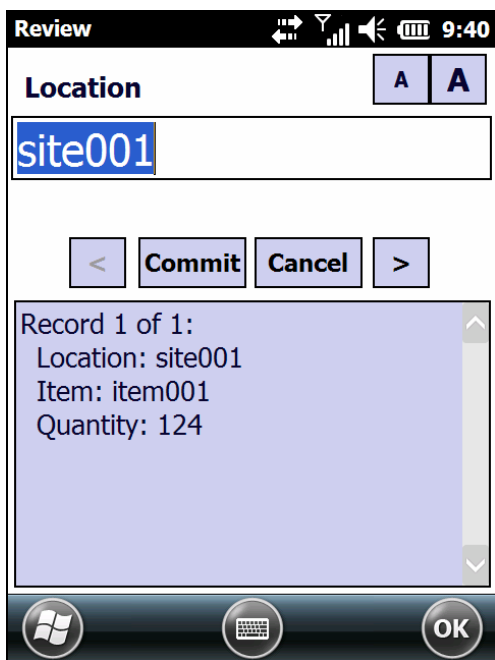 Review 9:40
Location A A
site001
< Commit Cancel >
Record 1 of 1:
Location: site001
Item: item001
Quantity: 124
OK